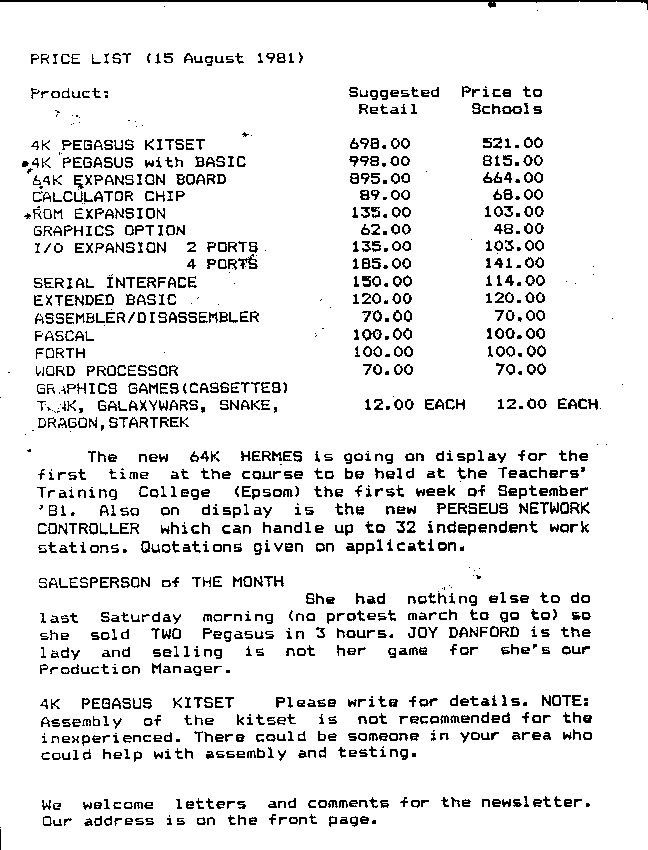 PRICE LIST (15 August 1981)
Product: Suggested Price to
Retail Schools
4K PEGASUS KITSET 698.00 521.00
4K PEGASUS with BASIC 998.00 815.00
64K EXPANSION BOARD 895.00 664.00
CALCULATOR CHIP 89.00 68.00
ROM EXPANSION 135.00 103.00
GRAPHICS OPTION 62.00 48.00
I/O EXPANSION 2 PORTS 135.00 103.00
4 PORTS 185.00 141.00
SERIAL INTERFACE 150.00 114.00
EXTENDED BASIC 120.00 120.00
ASSEMBLER/DISASSEMBLER 70.00 70.00
PASCAL 100.00 100.00
FORTH 100.00 100.00
WORD PROCESSOR 70.00 70.00
GRAPHICS GAMES(CASSETTES)
GALAXYWARS, SNAKE, 12.00 EACH 12.00 EACH
DRAGON,STARTREK
The new 64K HERMES is going on display for the
first time at the course to be held at the Teachers'
Training College (Epsom) the first week of September
'81. Also on display is the new PERSEUS NETWORK
CONTROLLER which can handle up to 32 independent work
stations. Quotations given on application.
SALESPERSON of THE MONTH
She had nothing else to do
last Saturday morning (no protest march to go to) so
she sold TWO Pegasus in 3 hours. JOY DANFORD is the
lady and selling is not her game for she's our
Production Manager.
4K PEGASUS KITSET Please write for details. NOTE:
Assembly of the kitset is not recommended for the
inexperienced. There could be someone in your area who
could help with assembly and testing.
We welcome letters and comments for the newsletter.
Our address is on the front page.